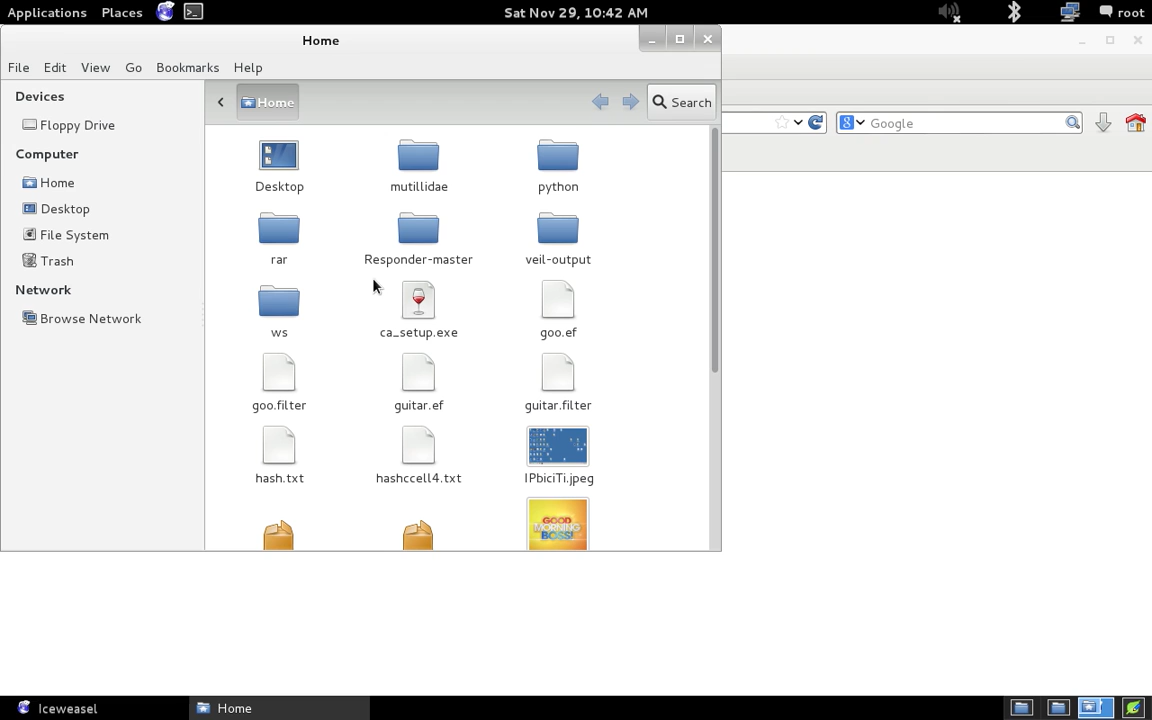 Applications Places Sat Nov 29, 10:42 AM root
Home
File Edit View Go Bookmarks Help
Devices
Floppy Drive
Computer
Home
Desktop
File System
Trash
Network
Browse Network
Home Search
Google
Desktop mutillidae python
rar Responder-master veil-output
ws ca_setup.exe goo.ef
goo.filter guitar.ef guitar.filter
hash.txt hashccell4.txt IPbiciTi.jpeg
GOOD
MORNING
BOSS!
Iceweasel Home